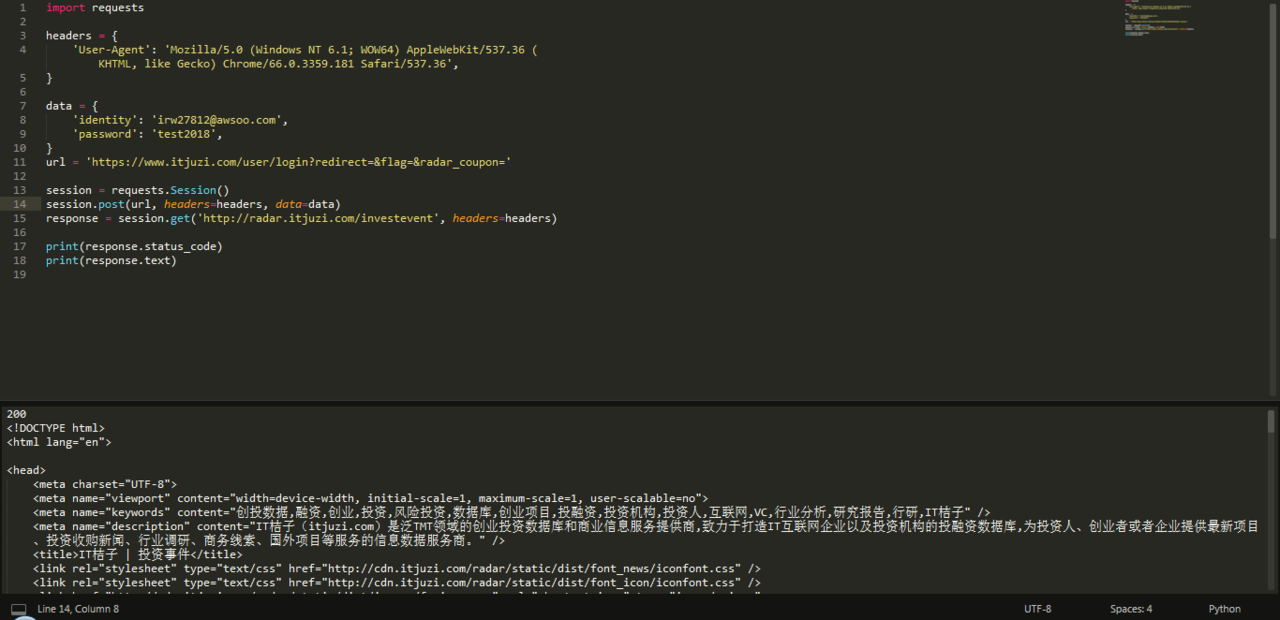 1 import requests
2
3 headers = {
4 'User-Agent': 'Mozilla/5.0 (Windows NT 6.1; WOW64) AppleWebKit/537.36 (
KHTML, like Gecko) Chrome/66.0.3359.181 Safari/537.36',
5 }
6
7 data = {
8 'identity': 'irw27812@awsoo.com',
9 'password': 'test2018',
10 }
11 url = 'https://www.itjuzi.com/user/login?redirect=&flag=&radar_coupon='
12
13 session = requests.Session()
14 session.post(url, headers=headers, data=data)
15 response = session.get('http://radar.itjuzi.com/investevent', headers=headers)
16
17 print(response.status_code)
18 print(response.text)
19
200
<!DOCTYPE html>
<html lang="en">
<head>
<meta charset="UTF-8">
<meta name="viewport" content="width=device-width, initial-scale=1, maximum-scale=1, user-scalable=no">
<meta name="keywords" content="创投数据,融资,创业,投资,风险投资,数据库,创业项目,投融资,投资机构,投资人,互联网,VC,行业分析,研究报告,行研,IT桔子" />
<meta name="description" content="IT桔子（itjuzi.com）是泛TMT领域的创业投资数据库和商业信息服务提供商,致力于打造IT互联网企业以及投资机构的投融资数据库,为投资人、创业者或者企业提供最新项目
、投资收购新闻、行业调研、商务线索、国外项目等服务的信息数据服务商。" />
<title>IT桔子 | 投资事件</title>
<link rel="stylesheet" type="text/css" href="http://cdn.itjuzi.com/radar/static/dist/font_news/iconfont.css" />
<link rel="stylesheet" type="text/css" href="http://cdn.itjuzi.com/radar/static/dist/font_icon/iconfont.css" />
Line 14, Column 8
UTF-8
Spaces: 4
Python